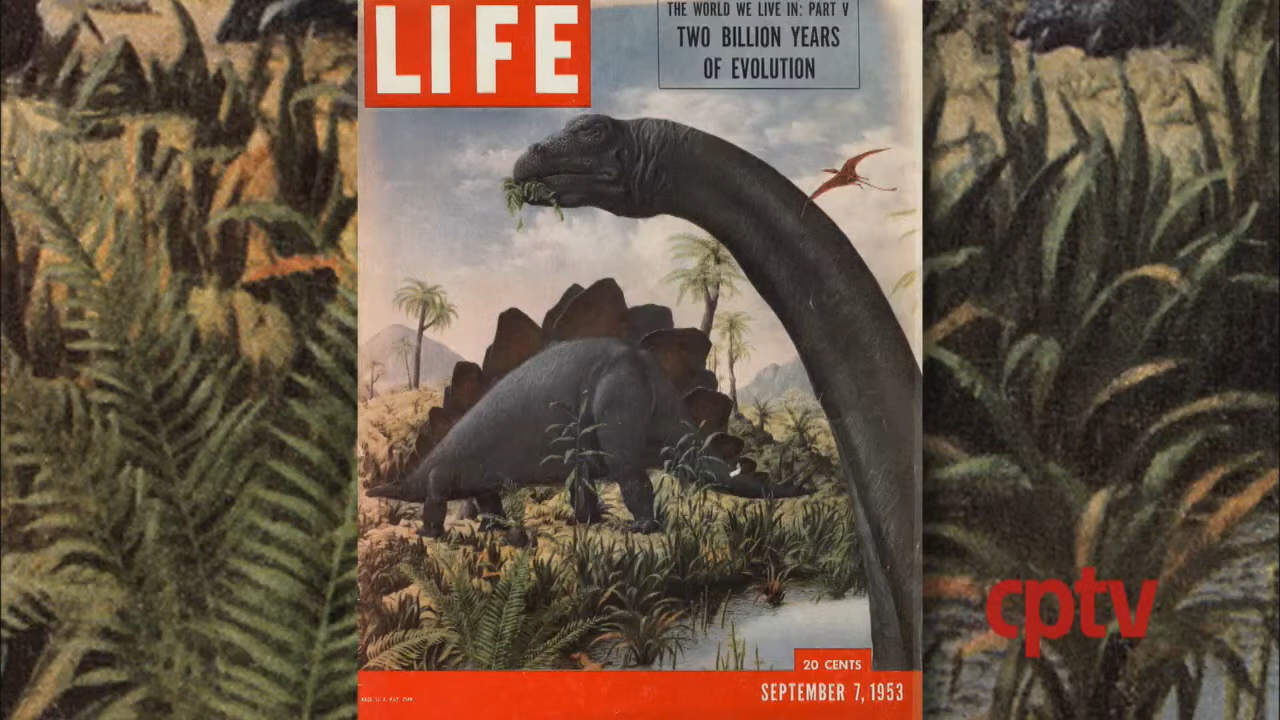 LIFE
THE WORLD WE LIVE IN: PART V
TWO BILLION YEARS
OF EVOLUTION
cptv
20 CENTS
SEPTEMBER 7, 1953